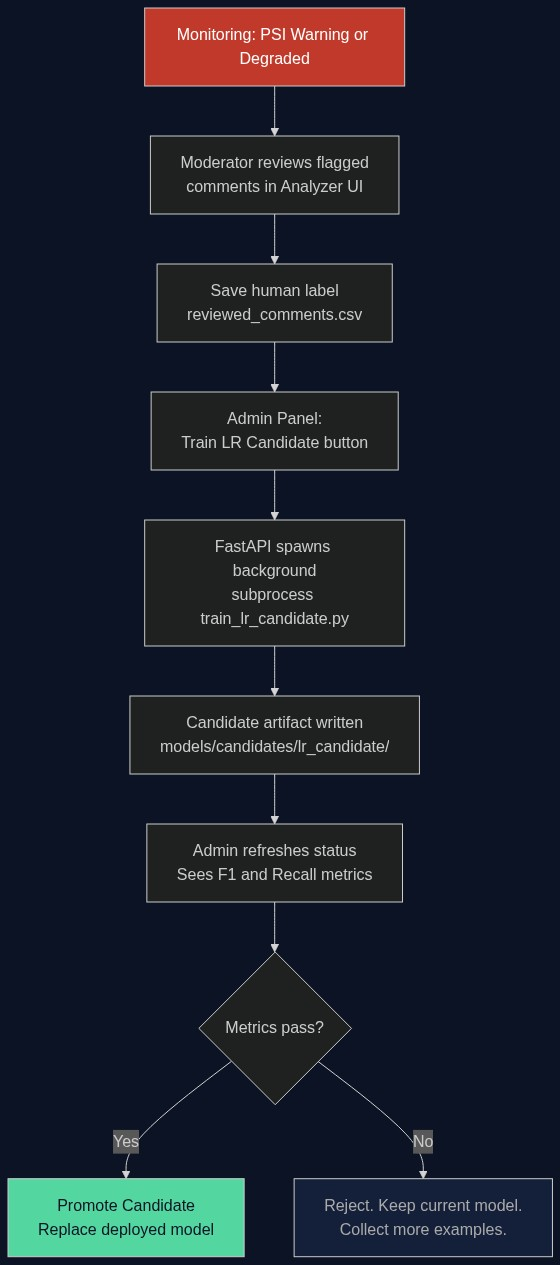 Monitoring: PSI Warning or
Degraded
Moderator reviews flagged
comments in Analyzer UI
Save human label
reviewed_comments.csv
Admin Panel:
Train LR Candidate button
FastAPI spawns
background
subprocess
train_lr_candidate.py
Candidate artifact written
models/candidates/lr_candidate/
Admin refreshes status
Sees F1 and Recall metrics
Metrics pass?
Yes
No
Promote Candidate
Replace deployed model
Reject. Keep current model.
Collect more examples.